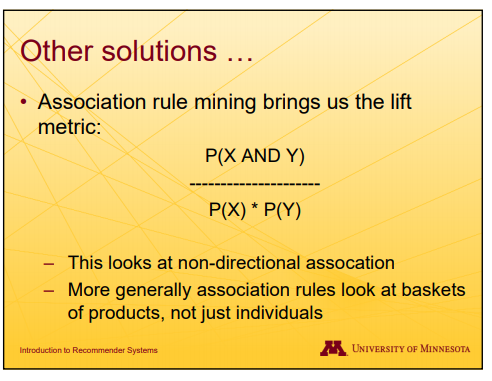 Other solutions …
• Association rule mining brings us the lift
metric:
P(X AND Y)
---------------------
P(X) * P(Y)
– This looks at non-directional assocation
– More generally association rules look at baskets
of products, not just individuals
Introduction to Recommender Systems
M UNIVERSITY OF MINNESOTA